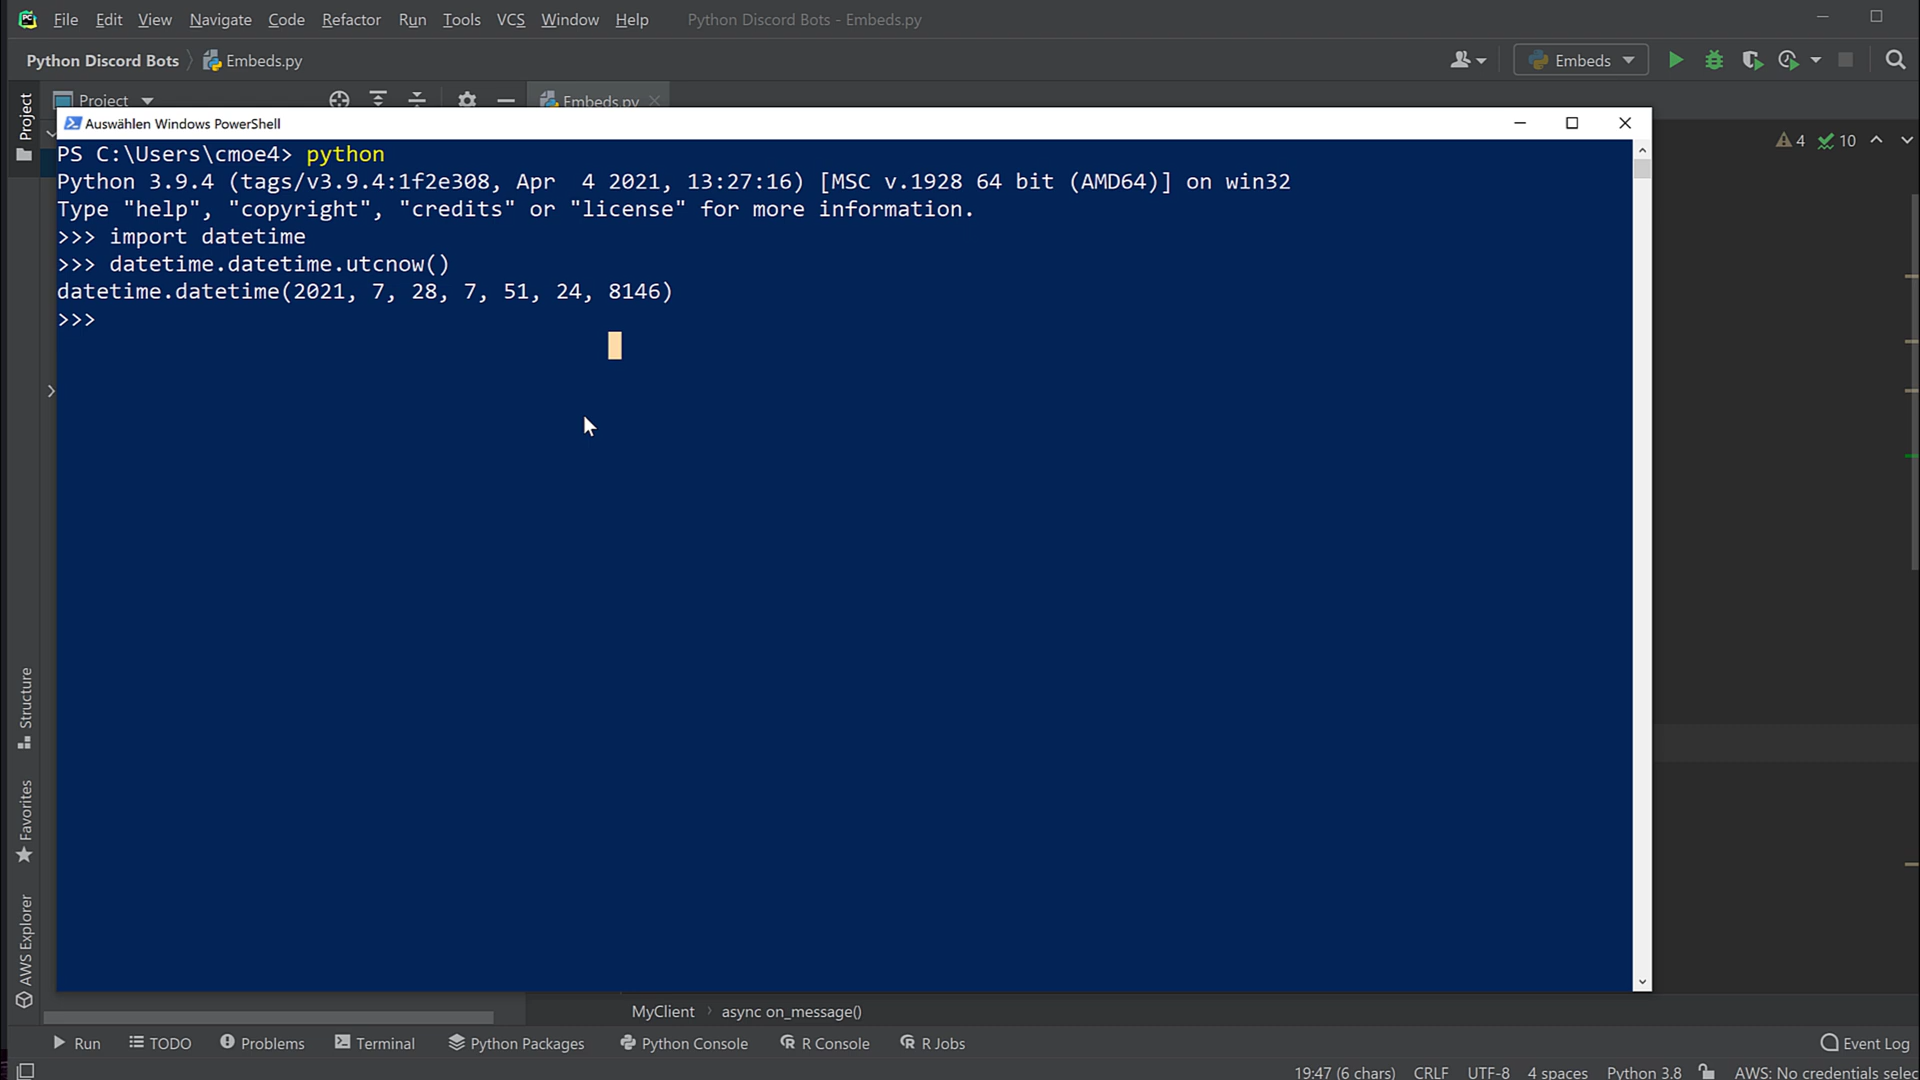 File Edit View Navigate Code Refactor Run Tools VCS Window Help Python Discord Bots - Embeds.py
Python Discord Bots Embeds.py Embeds
Project Embeds.py
Project
Auswählen Windows PowerShell
4 10
PS C:\Users\cmoe4> python
Python 3.9.4 (tags/v3.9.4:1f2e308, Apr  4 2021, 13:27:16) [MSC v.1928 64 bit (AMD64)] on win32
Type "help", "copyright", "credits" or "license" for more information.
>>> import datetime
>>> datetime.datetime.utcnow()
datetime.datetime(2021, 7, 28, 7, 51, 24, 8146)
>>>
Structure
Favorites
AWS Explorer
MyClient › async on_message()
Run TODO Problems Terminal Python Packages Python Console R Console R Jobs Event Log
19:47 (6 chars) CRLF UTF-8 4 spaces Python 3.8 AWS: No credentials selec